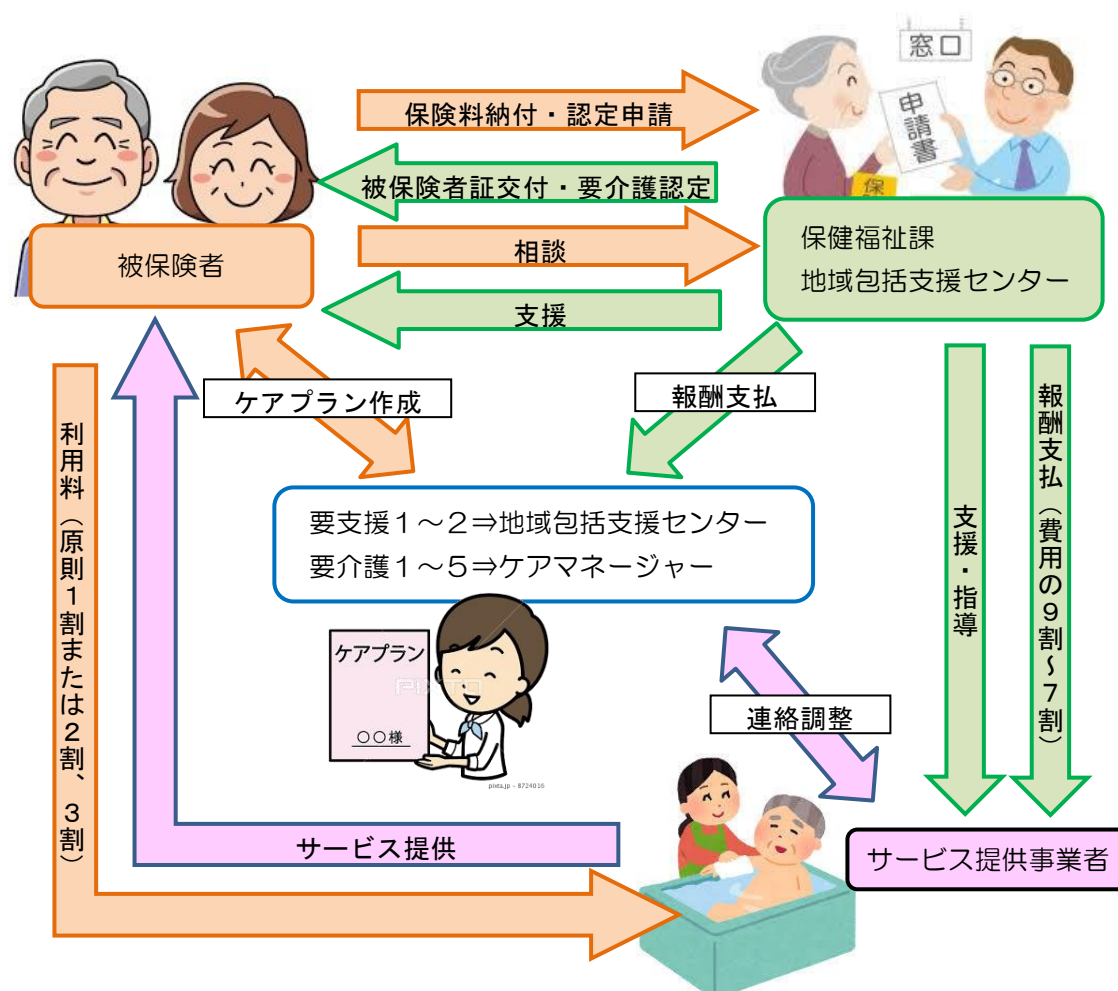 窓口
申請書
保
保険料納付・認定申請
被保険者証交付・要介護認定
相談
支援
被保険者
保健福祉課
地域包括支援センター
ケアプラン作成
報酬支払
利用料（原則１割または２割、３割）
要支援１～２⇒地域包括支援センター
要介護１～５⇒ケアマネージャー
支援・指導
報酬支払（費用の９割～７割）
ケアプラン
PIXTA
〇〇様
pixta.jp - 8724016
連絡調整
サービス提供
サービス提供事業者